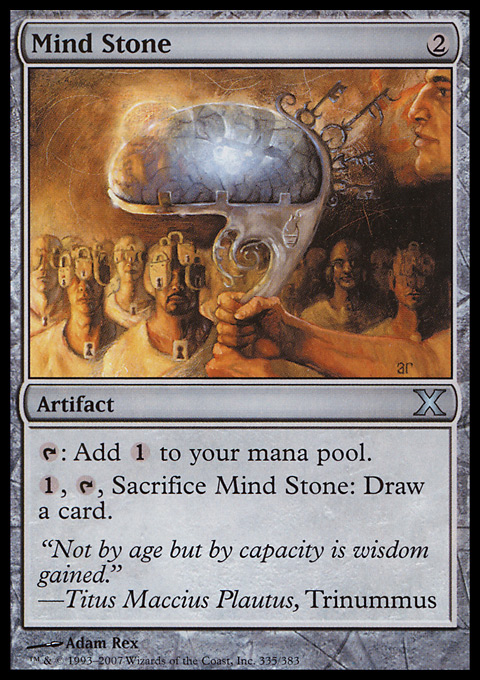 Mind Stone 2
ar
Artifact X
: Add 1 to your mana pool.
1, , Sacrifice Mind Stone: Draw
a card.
“Not by age but by capacity is wisdom
gained.”
—Titus Maccius Plautus, Trinummus
Adam Rex
™ & © 1993–2007 Wizards of the Coast, Inc. 335/383